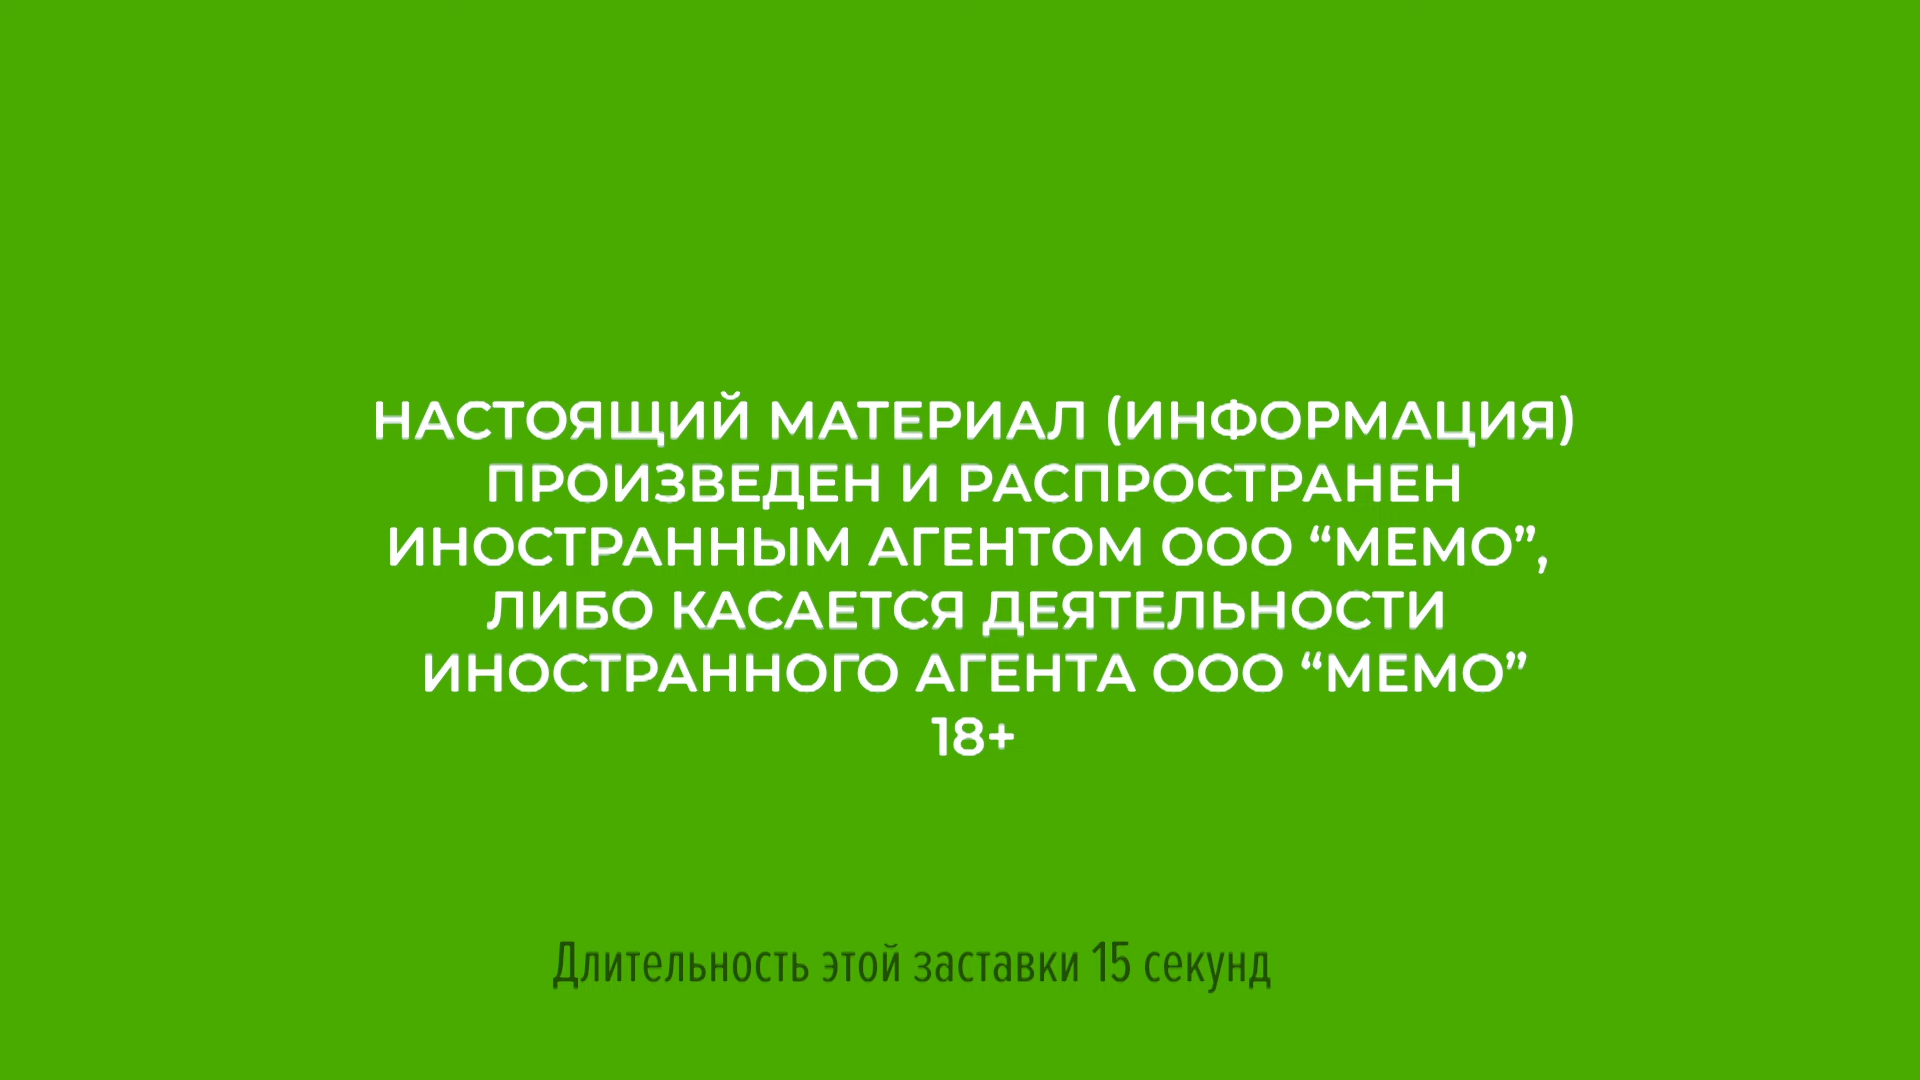 НАСТОЯЩИЙ МАТЕРИАЛ (ИНФОРМАЦИЯ)
ПРОИЗВЕДЕН И РАСПРОСТРАНЕН
ИНОСТРАННЫМ АГЕНТОМ ООО “МЕМО”,
ЛИБО КАСАЕТСЯ ДЕЯТЕЛЬНОСТИ
ИНОСТРАННОГО АГЕНТА ООО “МЕМО”
18+
Длительность этой заставки 15 секунд